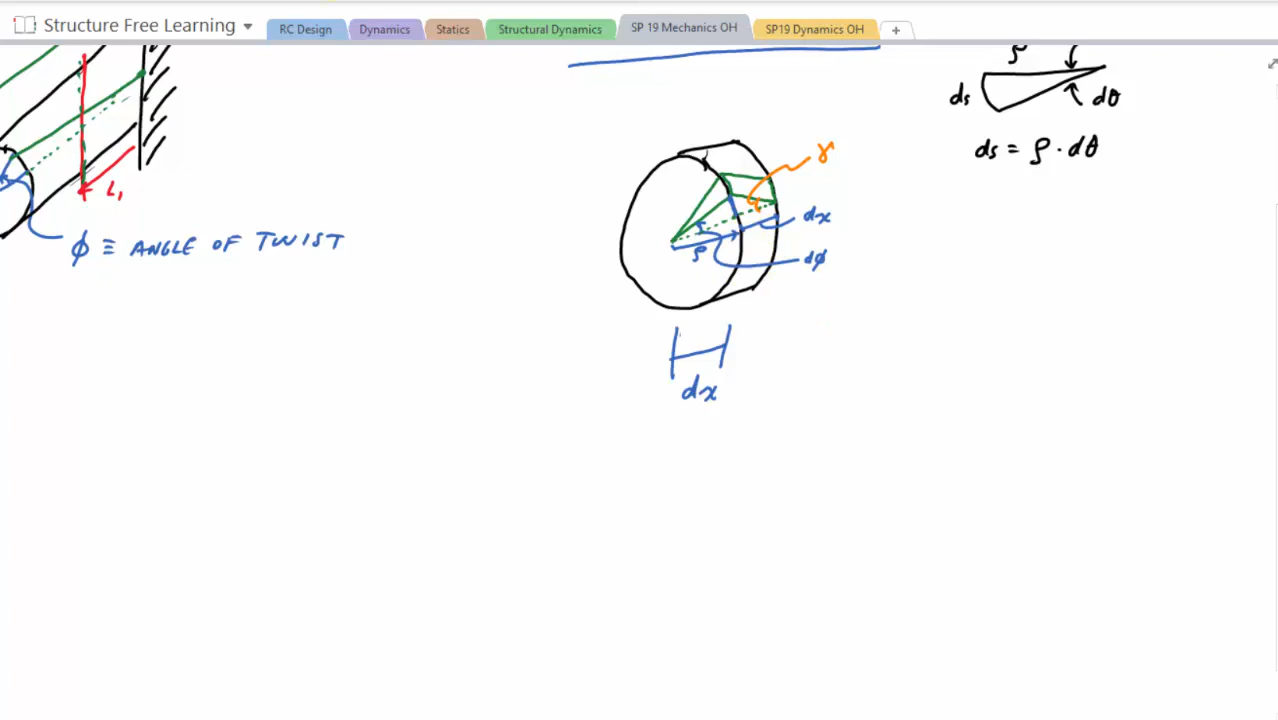 Structure Free Learning
RC Design
Dynamics
Statics
Structural Dynamics
SP 19 Mechanics OH
SP19 Dynamics OH
+
ρ
ds
dθ
ds = ρ · dθ
γ
dx
dϕ
ρ
L₁
ϕ ≡ ANGLE OF TWIST
dx